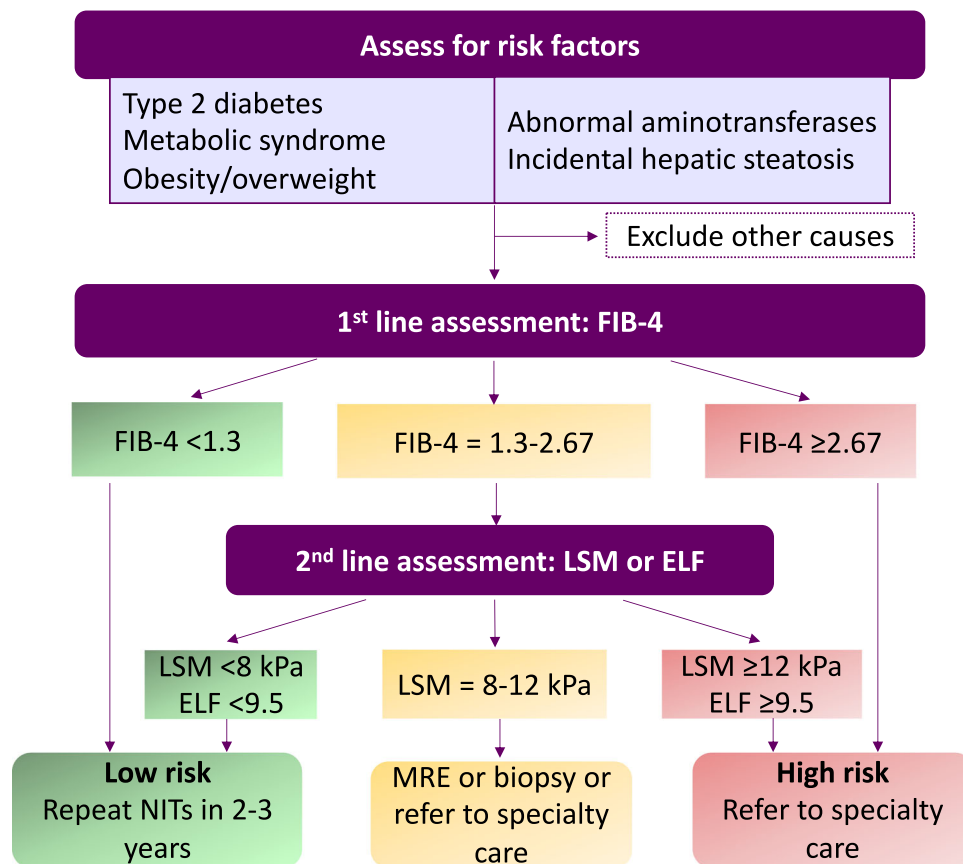 Assess for risk factors
Type 2 diabetes
Metabolic syndrome
Obesity/overweight
Abnormal aminotransferases
Incidental hepatic steatosis
Exclude other causes
1st line assessment: FIB-4
FIB-4 <1.3
FIB-4 = 1.3-2.67
FIB-4 ≥2.67
2nd line assessment: LSM or ELF
LSM <8 kPa
ELF <9.5
LSM = 8-12 kPa
LSM ≥12 kPa
ELF ≥9.5
Low risk
Repeat NITs in 2-3
years
MRE or biopsy or
refer to specialty
care
High risk
Refer to specialty
care